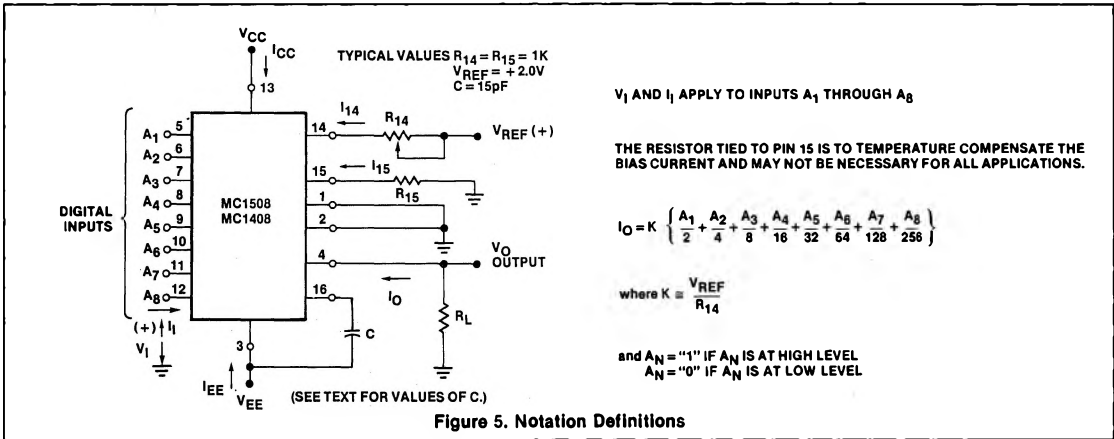 VCC
ICC
13
TYPICAL VALUES R14 = R15 = 1K
VREF = +2.0V
C = 15pF
A1 5
A2 6
A3 7
A4 8
A5 9
A6 10
A7 11
A8 12
DIGITAL
INPUTS
(+) II
VI
MC1508
MC1408
14
I14
R14
VREF (+)
15
I15
R15
1
2
4
VO
OUTPUT
IO
16
C
RL
3
IEE
VEE
(SEE TEXT FOR VALUES OF C.)
VI AND II APPLY TO INPUTS A1 THROUGH A8
THE RESISTOR TIED TO PIN 15 IS TO TEMPERATURE COMPENSATE THE
BIAS CURRENT AND MAY NOT BE NECESSARY FOR ALL APPLICATIONS.
IO = K { A1/2 + A2/4 + A3/8 + A4/16 + A5/32 + A6/64 + A7/128 + A8/256 }
where K ≅ VREF/R14
and AN = "1" IF AN IS AT HIGH LEVEL
AN = "0" IF AN IS AT LOW LEVEL
Figure 5. Notation Definitions